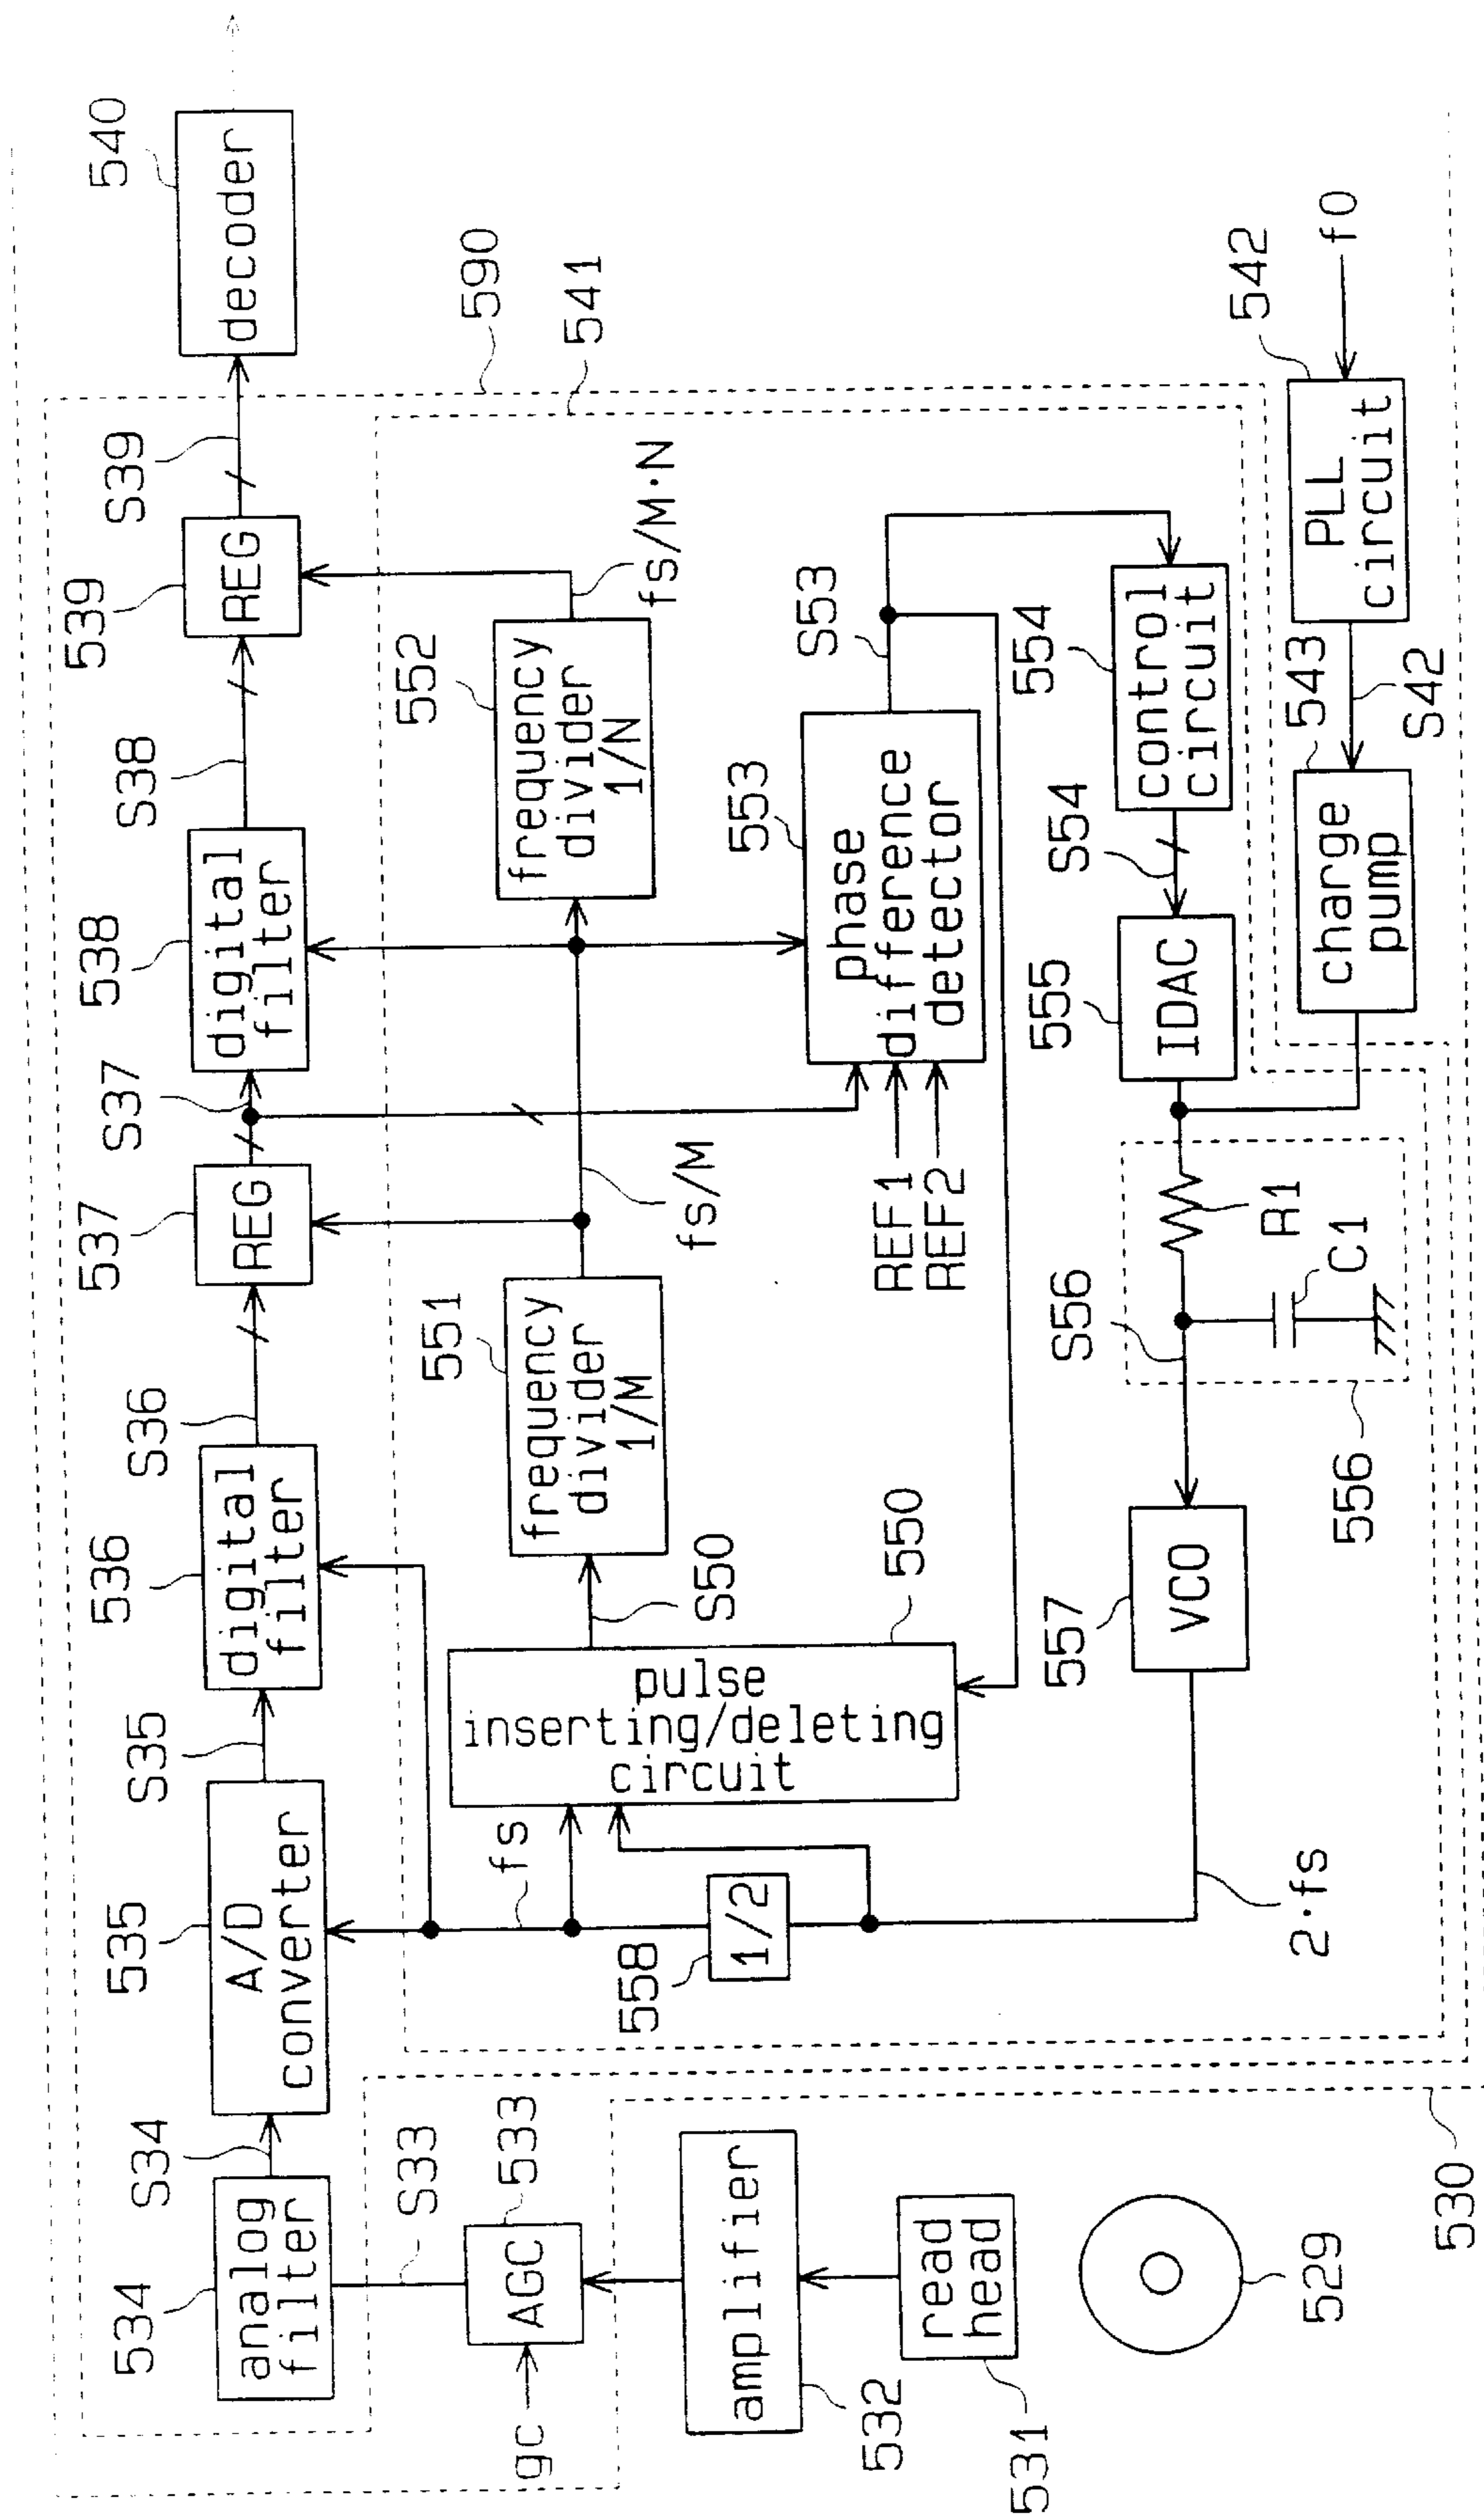 534
analog
filter
S34
535
A/D
converter
S35
536
digital
filter
S36
537
REG
S37
538
digital
filter
S38
539
REG
S39
540
decoder
590
541
gc
AGC
533
S33
fs
551
frequency
divider
1/M
fs/M
552
frequency
divider
1/N
fs/M·N
532
amplifier
558
1/2
pulse
inserting/deleting
circuit
550
S50
REF1
REF2
553
phase
difference
detector
S53
531
read
head
529
530
2·fs
557
VCO
S56
R1
C1
556
555
IDAC
S54
554
control
circuit
543
charge
pump
S42
542
PLL
circuit
f0